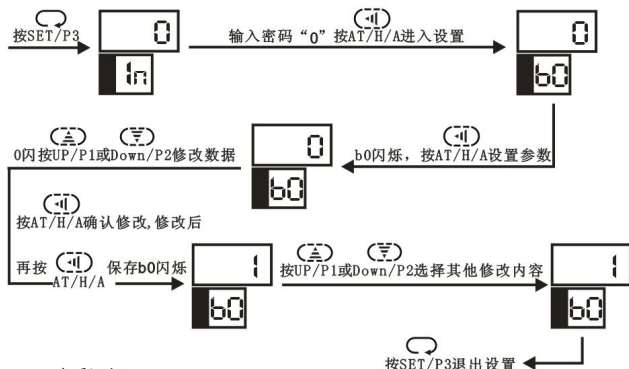 按SET/P3
0
In
输入密码“0”按AT/H/A进入设置
0
b0
0闪按UP/P1或Down/P2修改数据
0
b0
b0闪烁，按AT/H/A设置参数
按AT/H/A确认修改,修改后
再按
AT/H/A
保存b0闪烁
1
b0
按UP/P1或Down/P2选择其他修改内容
1
b0
按SET/P3退出设置